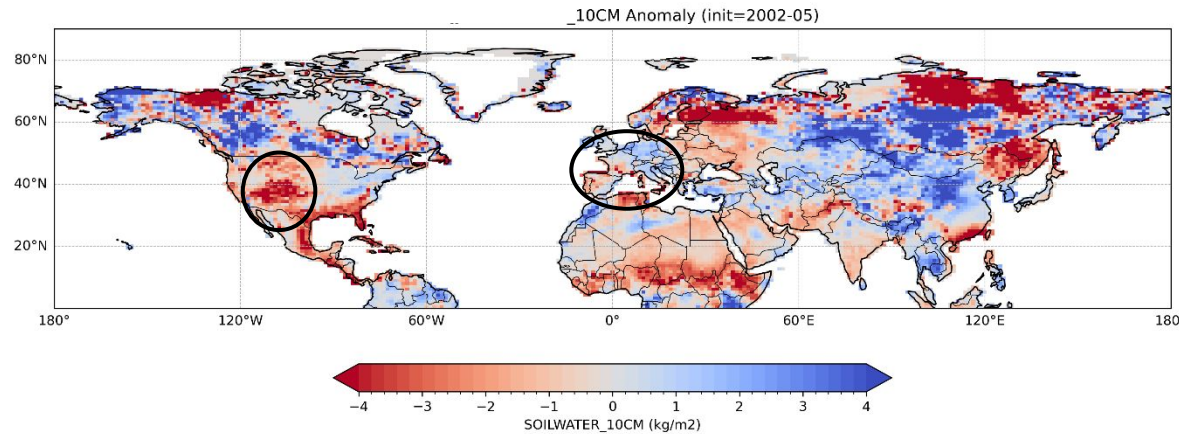 _10CM Anomaly (init=2002-05)
80°N
60°N
40°N
20°N
180° 120°W 60°W 0° 60°E 120°E 180
−4 −3 −2 −1 0 1 2 3 4
SOILWATER_10CM (kg/m2)